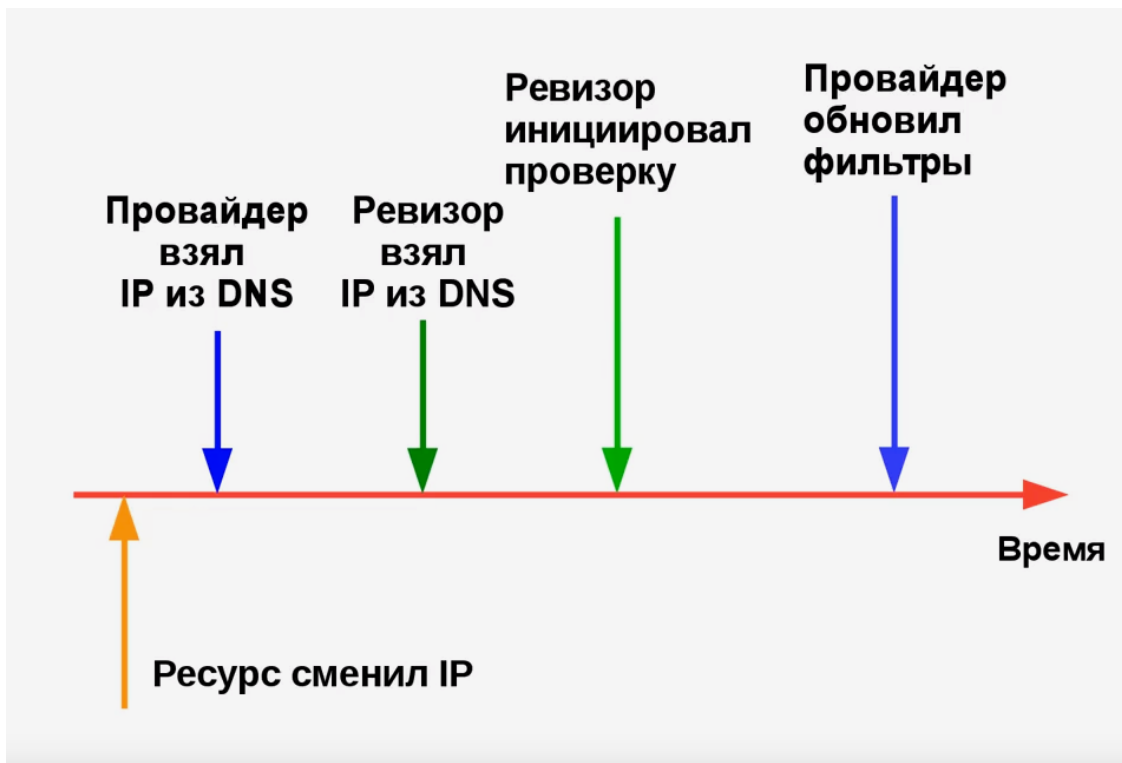 Провайдер
взял
IP из DNS
Ревизор
взял
IP из DNS
Ревизор
инициировал
проверку
Провайдер
обновил
фильтры
Время
Ресурс сменил IP